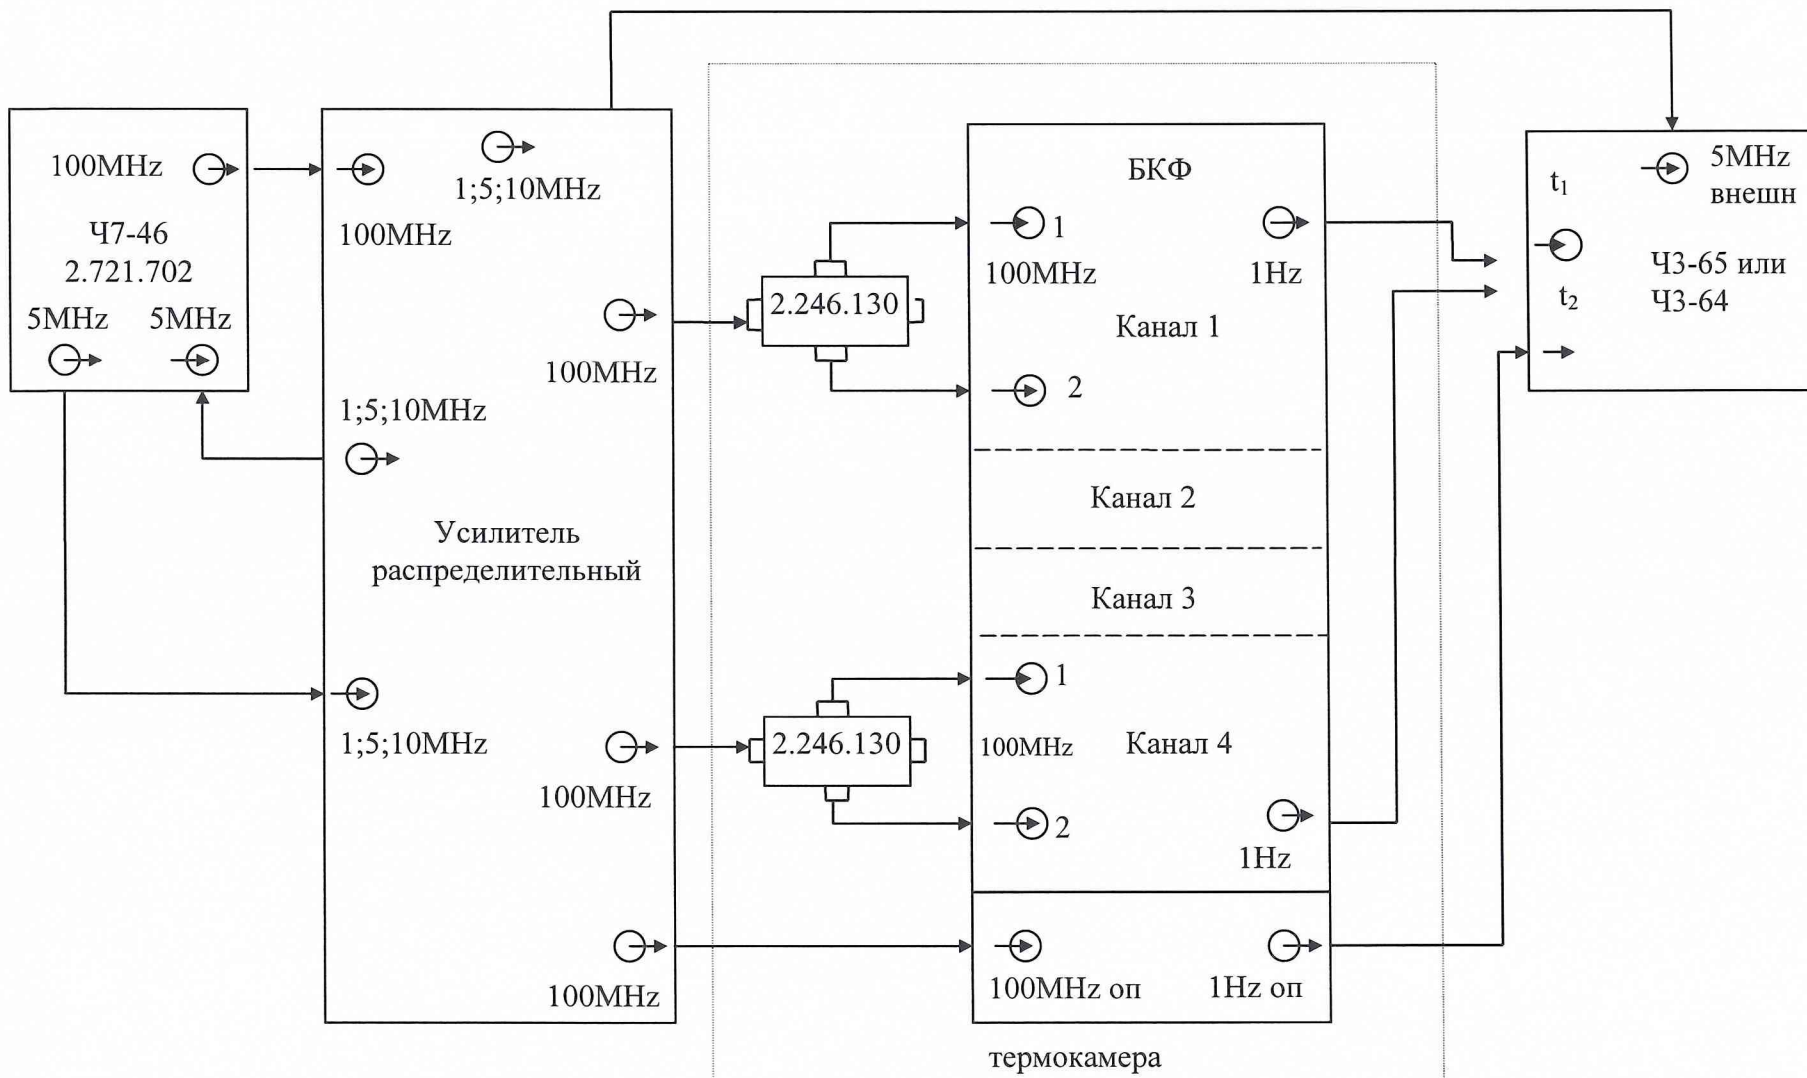 100MHz
Ч7-46
2.721.702
5MHz
5MHz
1;5;10MHz
100MHz
100MHz
1;5;10MHz
Усилитель
распределительный
1;5;10MHz
100MHz
100MHz
2.246.130
2.246.130
БКФ
1
100MHz
1Hz
Канал 1
2
Канал 2
Канал 3
1
100MHz
Канал 4
2
1Hz
100MHz оп
1Hz оп
термокамера
t1
5MHz
внешн
t2
Ч3-65 или
Ч3-64